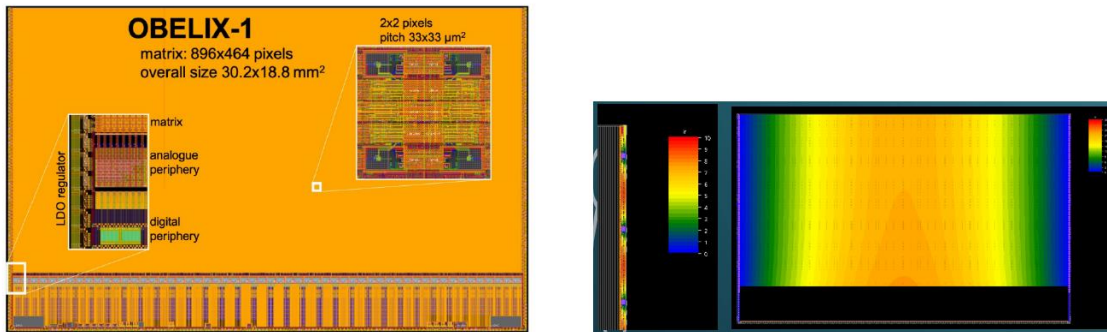 OBELIX-1
matrix: 896x464 pixels
overall size 30.2x18.8 mm²
2x2 pixels
pitch 33x33 µm²
matrix
analogue
periphery
LDO regulator
digital
periphery
10
9
8
7
6
5
4
3
2
1
0